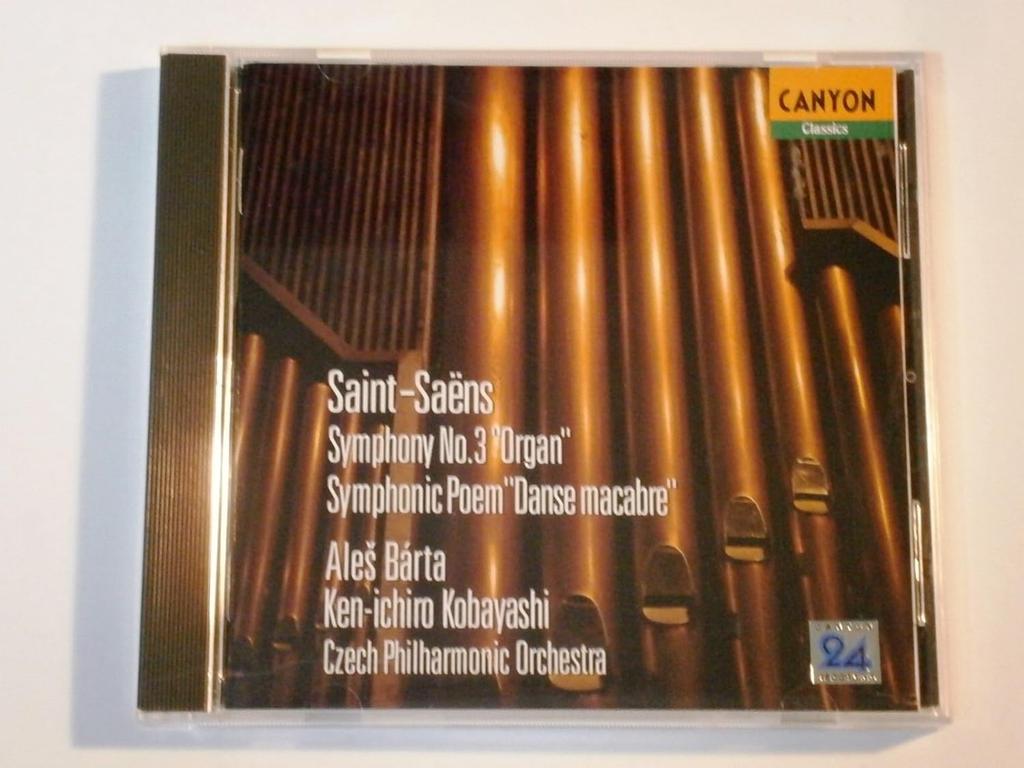 CANYON
Classics
Saint-Saëns
Symphony No.3 "Organ"
Symphonic Poem "Danse macabre"
Aleš Bárta
Ken-ichiro Kobayashi
Czech Philharmonic Orchestra
24